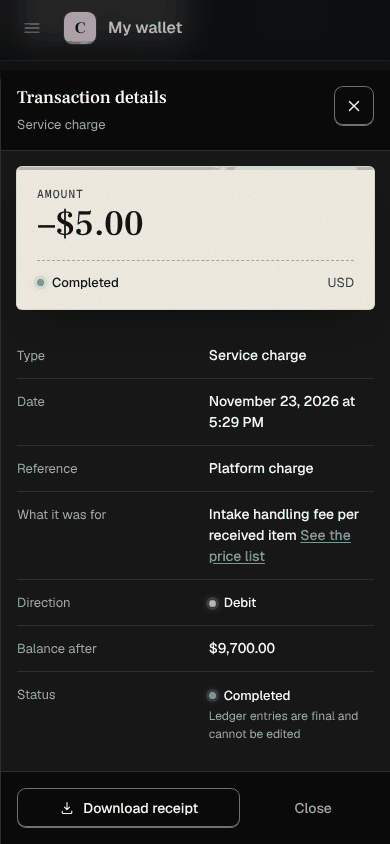 C My wallet
Transaction details
Service charge
AMOUNT
–$5.00
Completed USD
Type Service charge
Date November 23, 2026 at
5:29 PM
Reference Platform charge
What it was for Intake handling fee per
received item See the
price list
Direction Debit
Balance after $9,700.00
Status Completed
Ledger entries are final and
cannot be edited
Download receipt Close